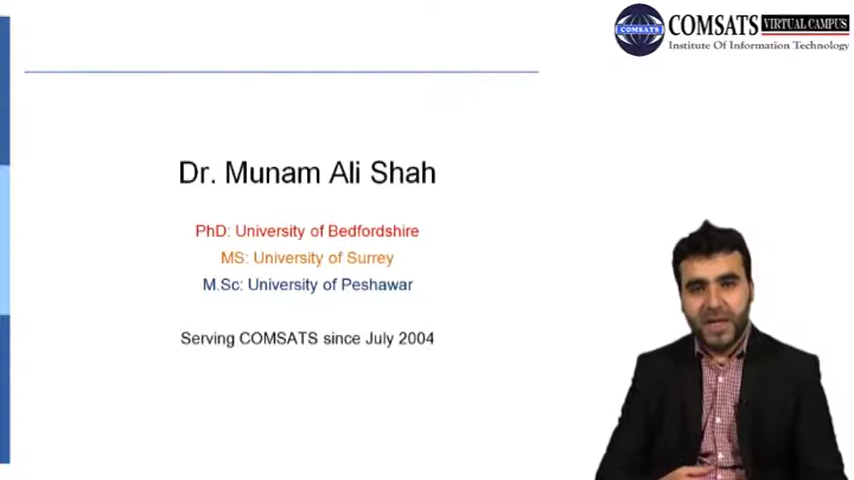 COMSATS VIRTUAL CAMPUS
COMSATS
Institute Of Information Technology
Dr. Munam Ali Shah
PhD: University of Bedfordshire
MS: University of Surrey
M.Sc: University of Peshawar
Serving COMSATS since July 2004